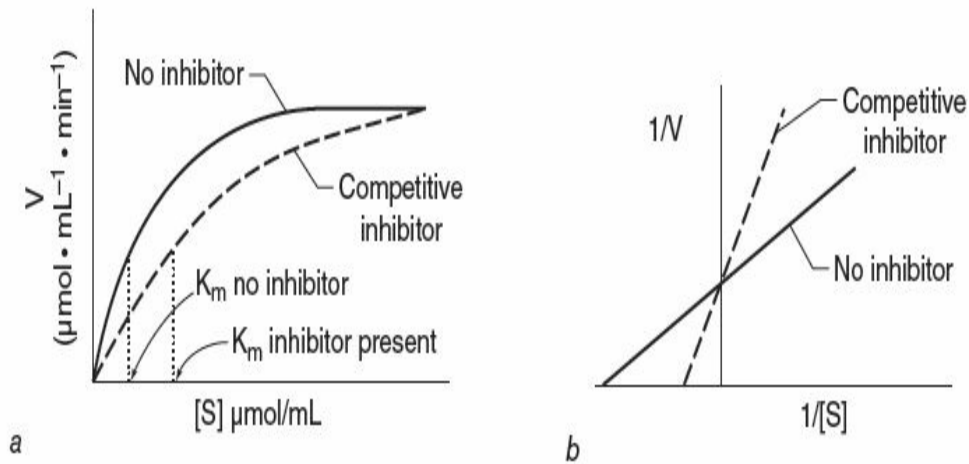 No inhibitor
V
(μmol • mL⁻¹ • min⁻¹)
Competitive
inhibitor
Kₘ no inhibitor
Kₘ inhibitor present
[S] μmol/mL
a
1/V
Competitive
inhibitor
No inhibitor
1/[S]
b